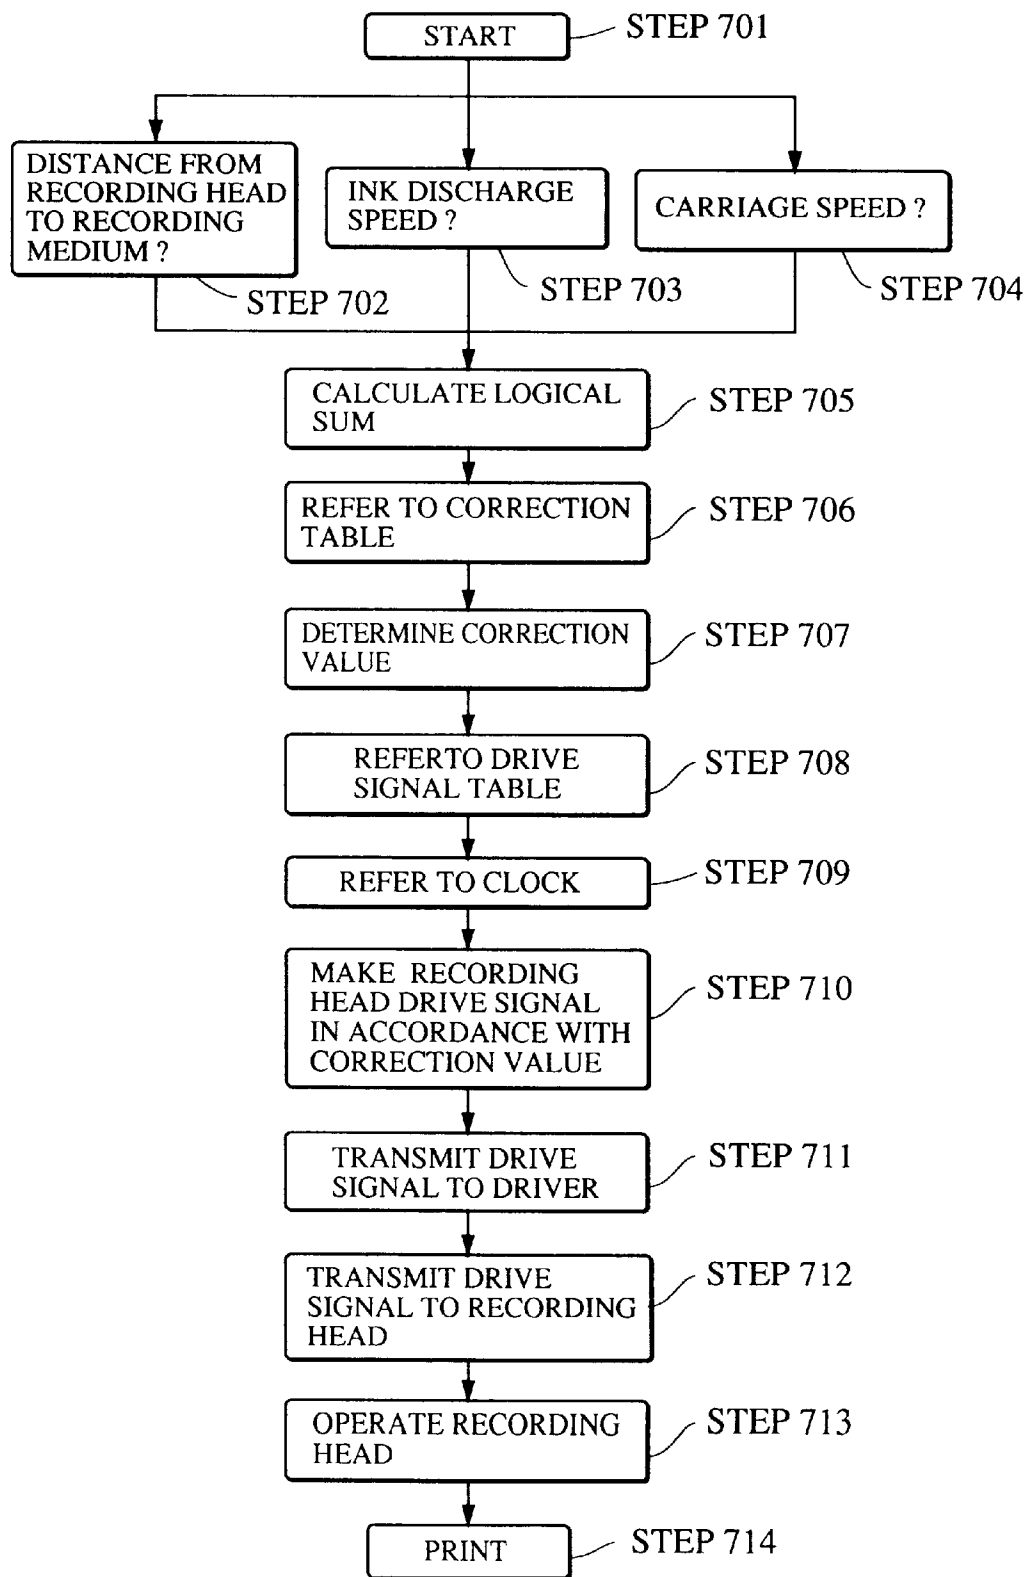 START
STEP 701
DISTANCE FROM
RECORDING HEAD
TO RECORDING
MEDIUM ?
STEP 702
INK DISCHARGE
SPEED ?
STEP 703
CARRIAGE SPEED ?
STEP 704
CALCULATE LOGICAL
SUM
STEP 705
REFER TO CORRECTION
TABLE
STEP 706
DETERMINE CORRECTION
VALUE
STEP 707
REFERTO DRIVE
SIGNAL TABLE
STEP 708
REFER TO CLOCK
STEP 709
MAKE RECORDING
HEAD DRIVE SIGNAL
IN ACCORDANCE WITH
CORRECTION VALUE
STEP 710
TRANSMIT DRIVE
SIGNAL TO DRIVER
STEP 711
TRANSMIT DRIVE
SIGNAL TO RECORDING
HEAD
STEP 712
OPERATE RECORDING
HEAD
STEP 713
PRINT
STEP 714